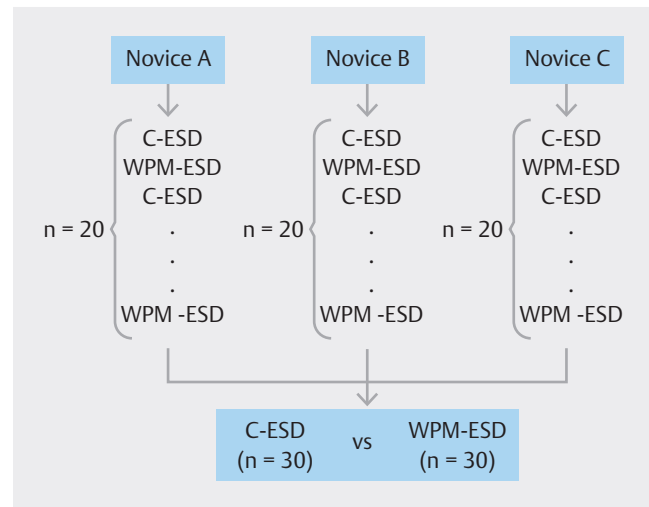 Novice A
Novice B
Novice C
C-ESD
WPM-ESD
C-ESD
.
.
.
WPM -ESD
n = 20
C-ESD
WPM-ESD
C-ESD
.
.
.
WPM -ESD
n = 20
C-ESD
WPM-ESD
C-ESD
.
.
.
WPM -ESD
n = 20
C-ESD vs WPM-ESD
(n = 30) (n = 30)